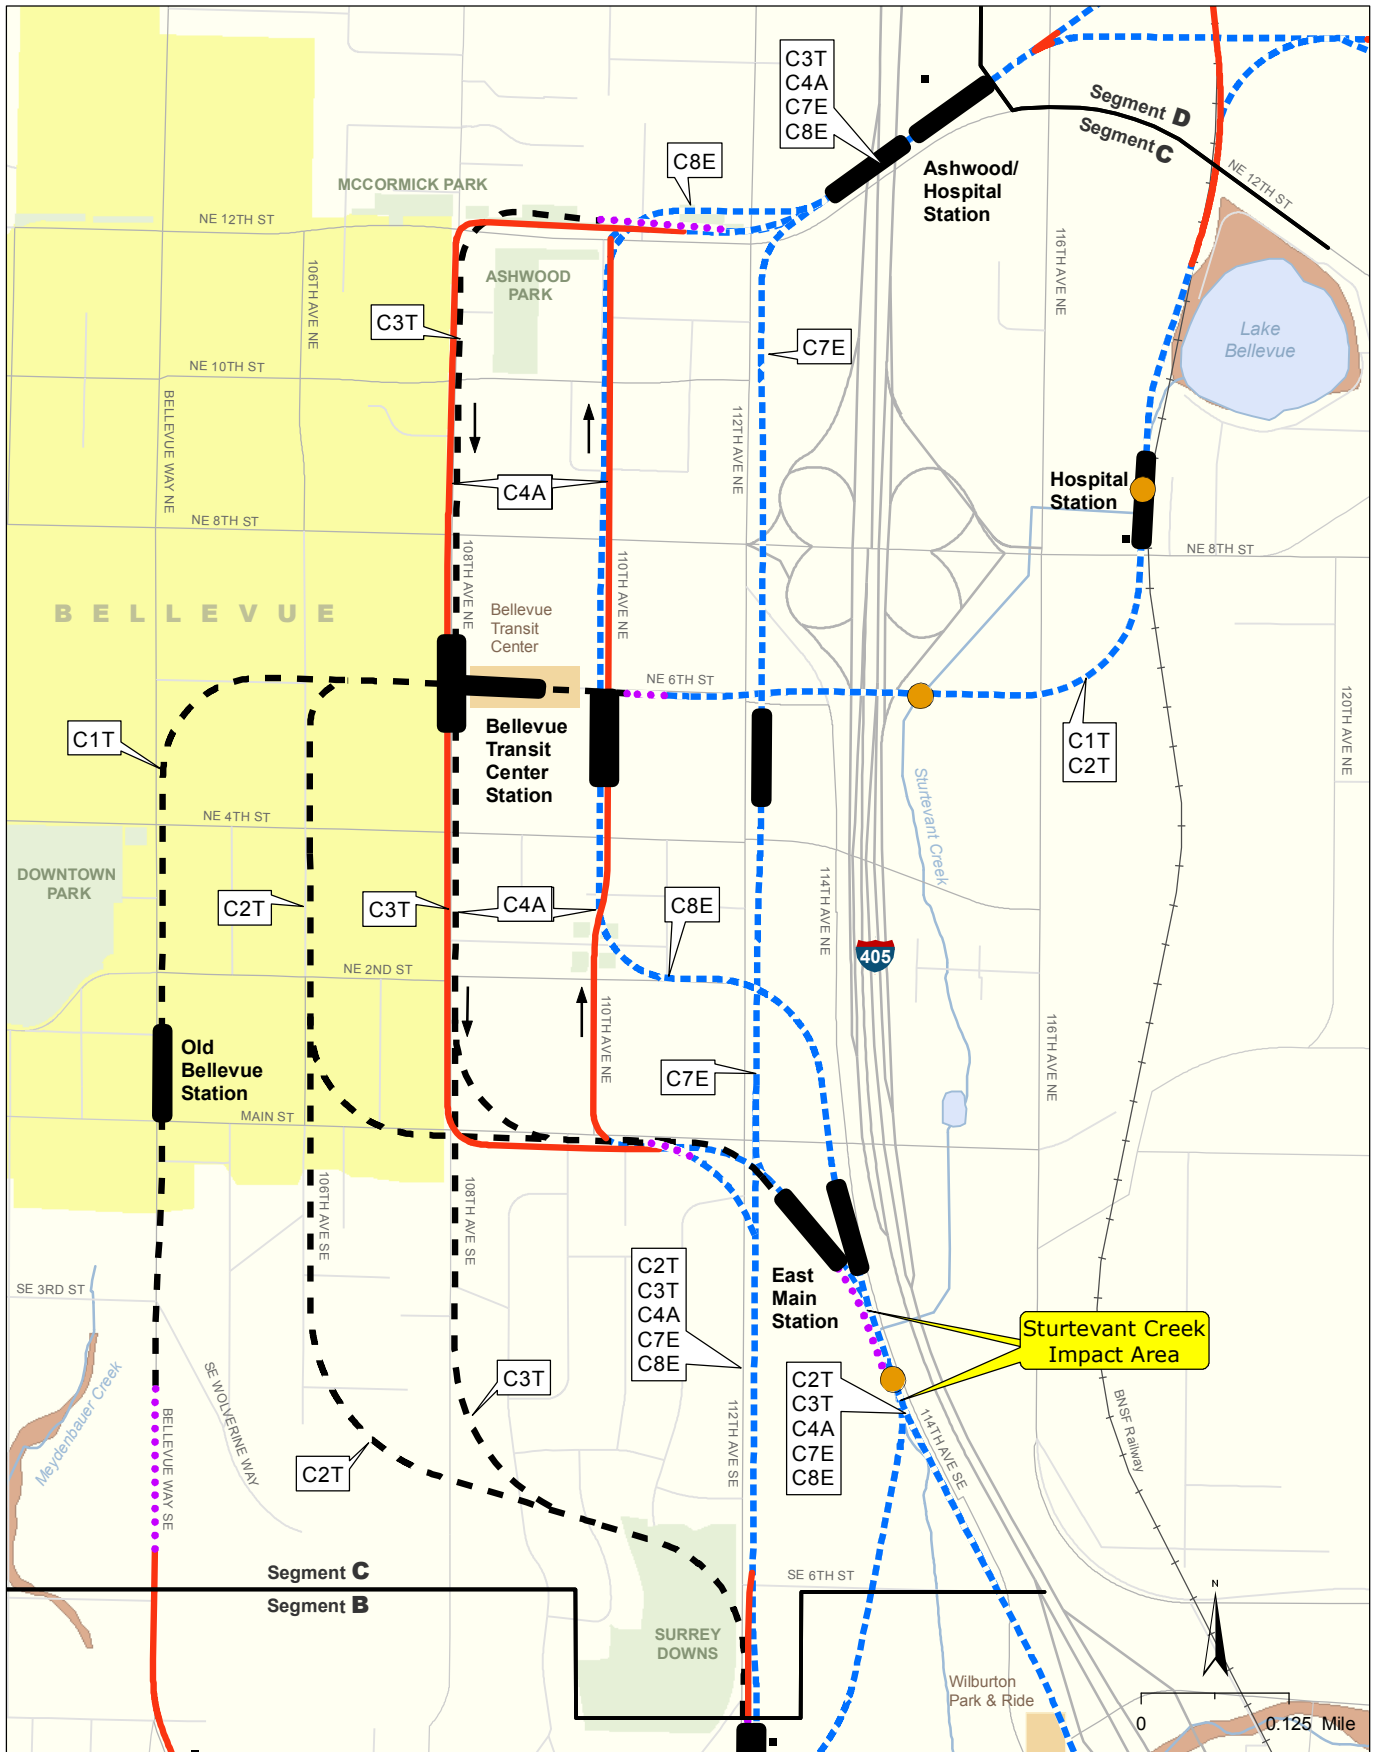 C3T
C4A
C7E
C8E
Segment D
Segment C
C8E
Ashwood/
Hospital
Station
NE 12TH ST
MCCORMICK PARK
NE 12TH ST
106TH AVE NE
ASHWOOD
PARK
116TH AVE NE
C3T
C7E
Lake
Bellevue
NE 10TH ST
BELLEVUE WAY NE
112TH AVE NE
C4A
Hospital
Station
NE 8TH ST
NE 8TH ST
108TH AVE NE
110TH AVE NE
BELLEVUE
Bellevue
Transit
Center
NE 6TH ST
120TH AVE NE
C1T
Bellevue
Transit
Center
Station
C1T
C2T
Sturtevant Creek
NE 4TH ST
DOWNTOWN
PARK
114TH AVE NE
C2T
C3T
C4A
C8E
405
NE 2ND ST
110TH AVE NE
116TH AVE NE
Old
Bellevue
Station
C7E
MAIN ST
106TH AVE SE
108TH AVE SE
C2T
C3T
C4A
C7E
C8E
East
Main
Station
SE 3RD ST
Sturtevant Creek
Impact Area
Meydenbauer Creek
SE WOLVERINE WAY
C3T
C2T
C3T
C4A
C7E
C8E
BELLEVUE WAY SE
112TH AVE SE
114TH AVE SE
BNSF Railway
C2T
Segment C
Segment B
SE 6TH ST
N
SURREY
DOWNS
Wilburton
Park & Ride
0 0.125 Mile